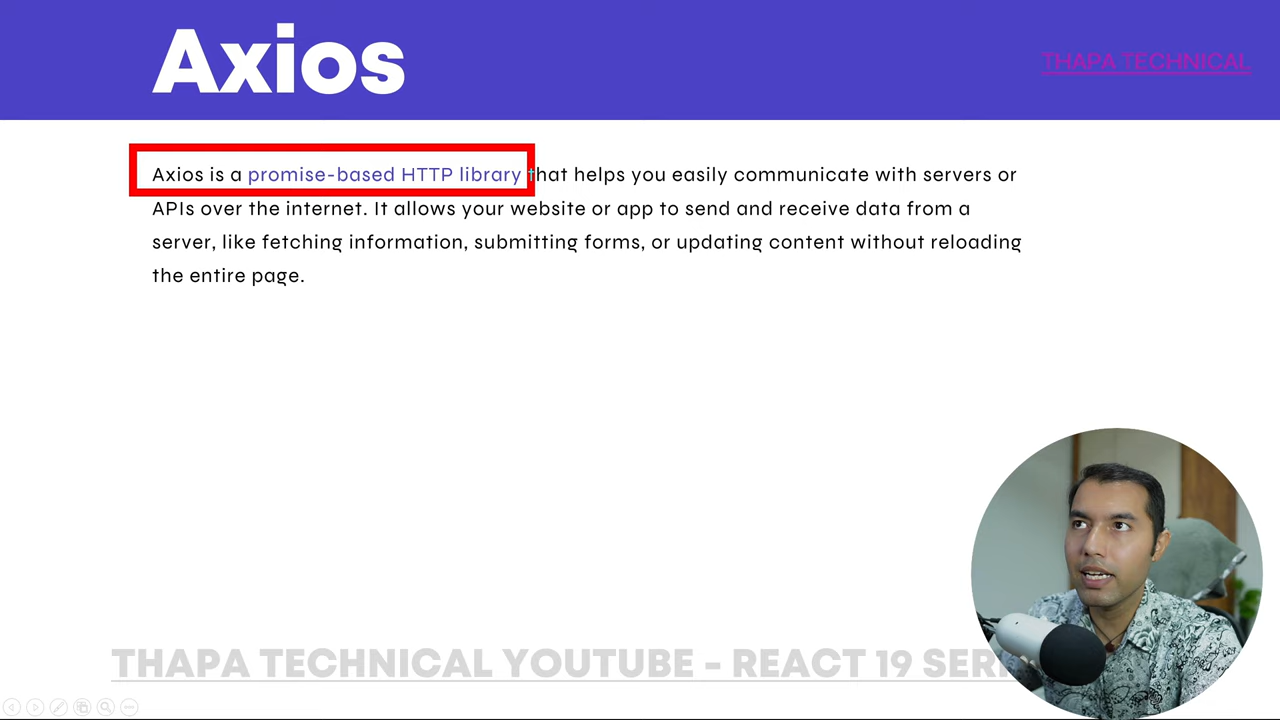 Axios
THAPA TECHNICAL
Axios is a promise-based HTTP library that helps you easily communicate with servers or
APIs over the internet. It allows your website or app to send and receive data from a
server, like fetching information, submitting forms, or updating content without reloading
the entire page.
THAPA TECHNICAL YOUTUBE - REACT 19